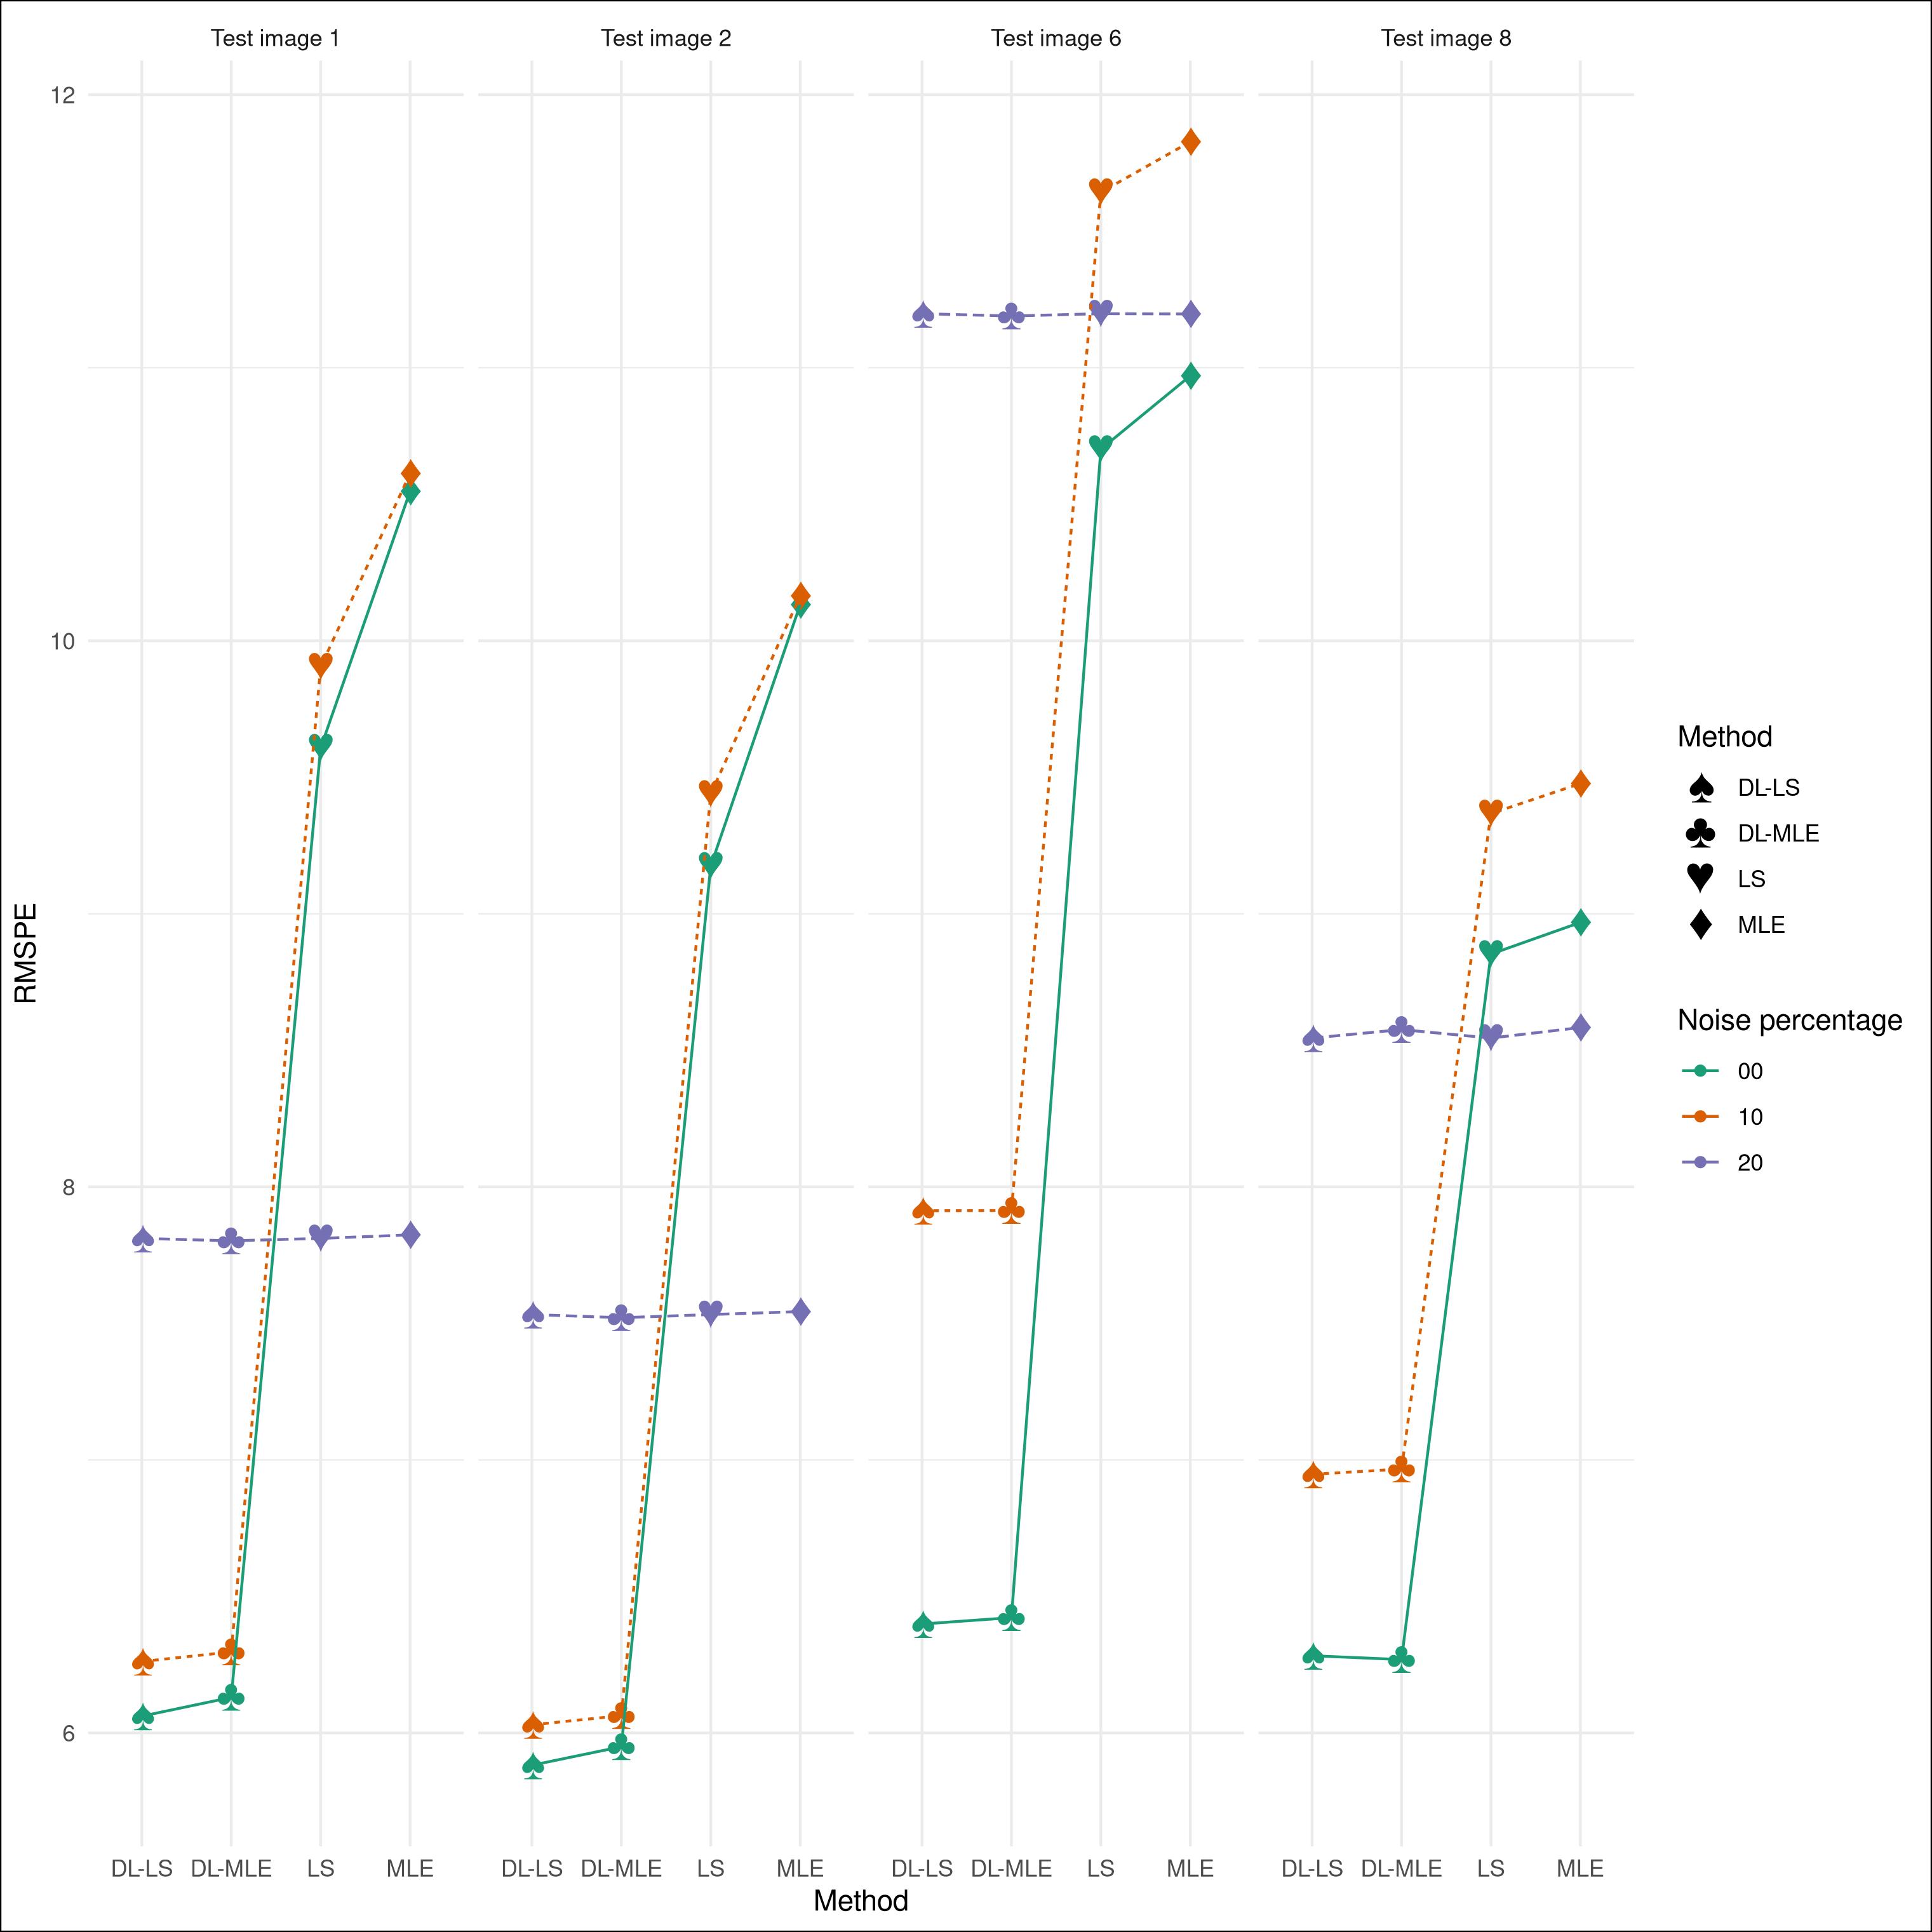 Test image 1 Test image 2 Test image 6 Test image 8
12
10
8
6
RMSPE
DL-LS DL-MLE LS MLE DL-LS DL-MLE LS MLE DL-LS DL-MLE LS MLE DL-LS DL-MLE LS MLE
Method
Method
DL-LS
DL-MLE
LS
MLE
Noise percentage
00
10
20